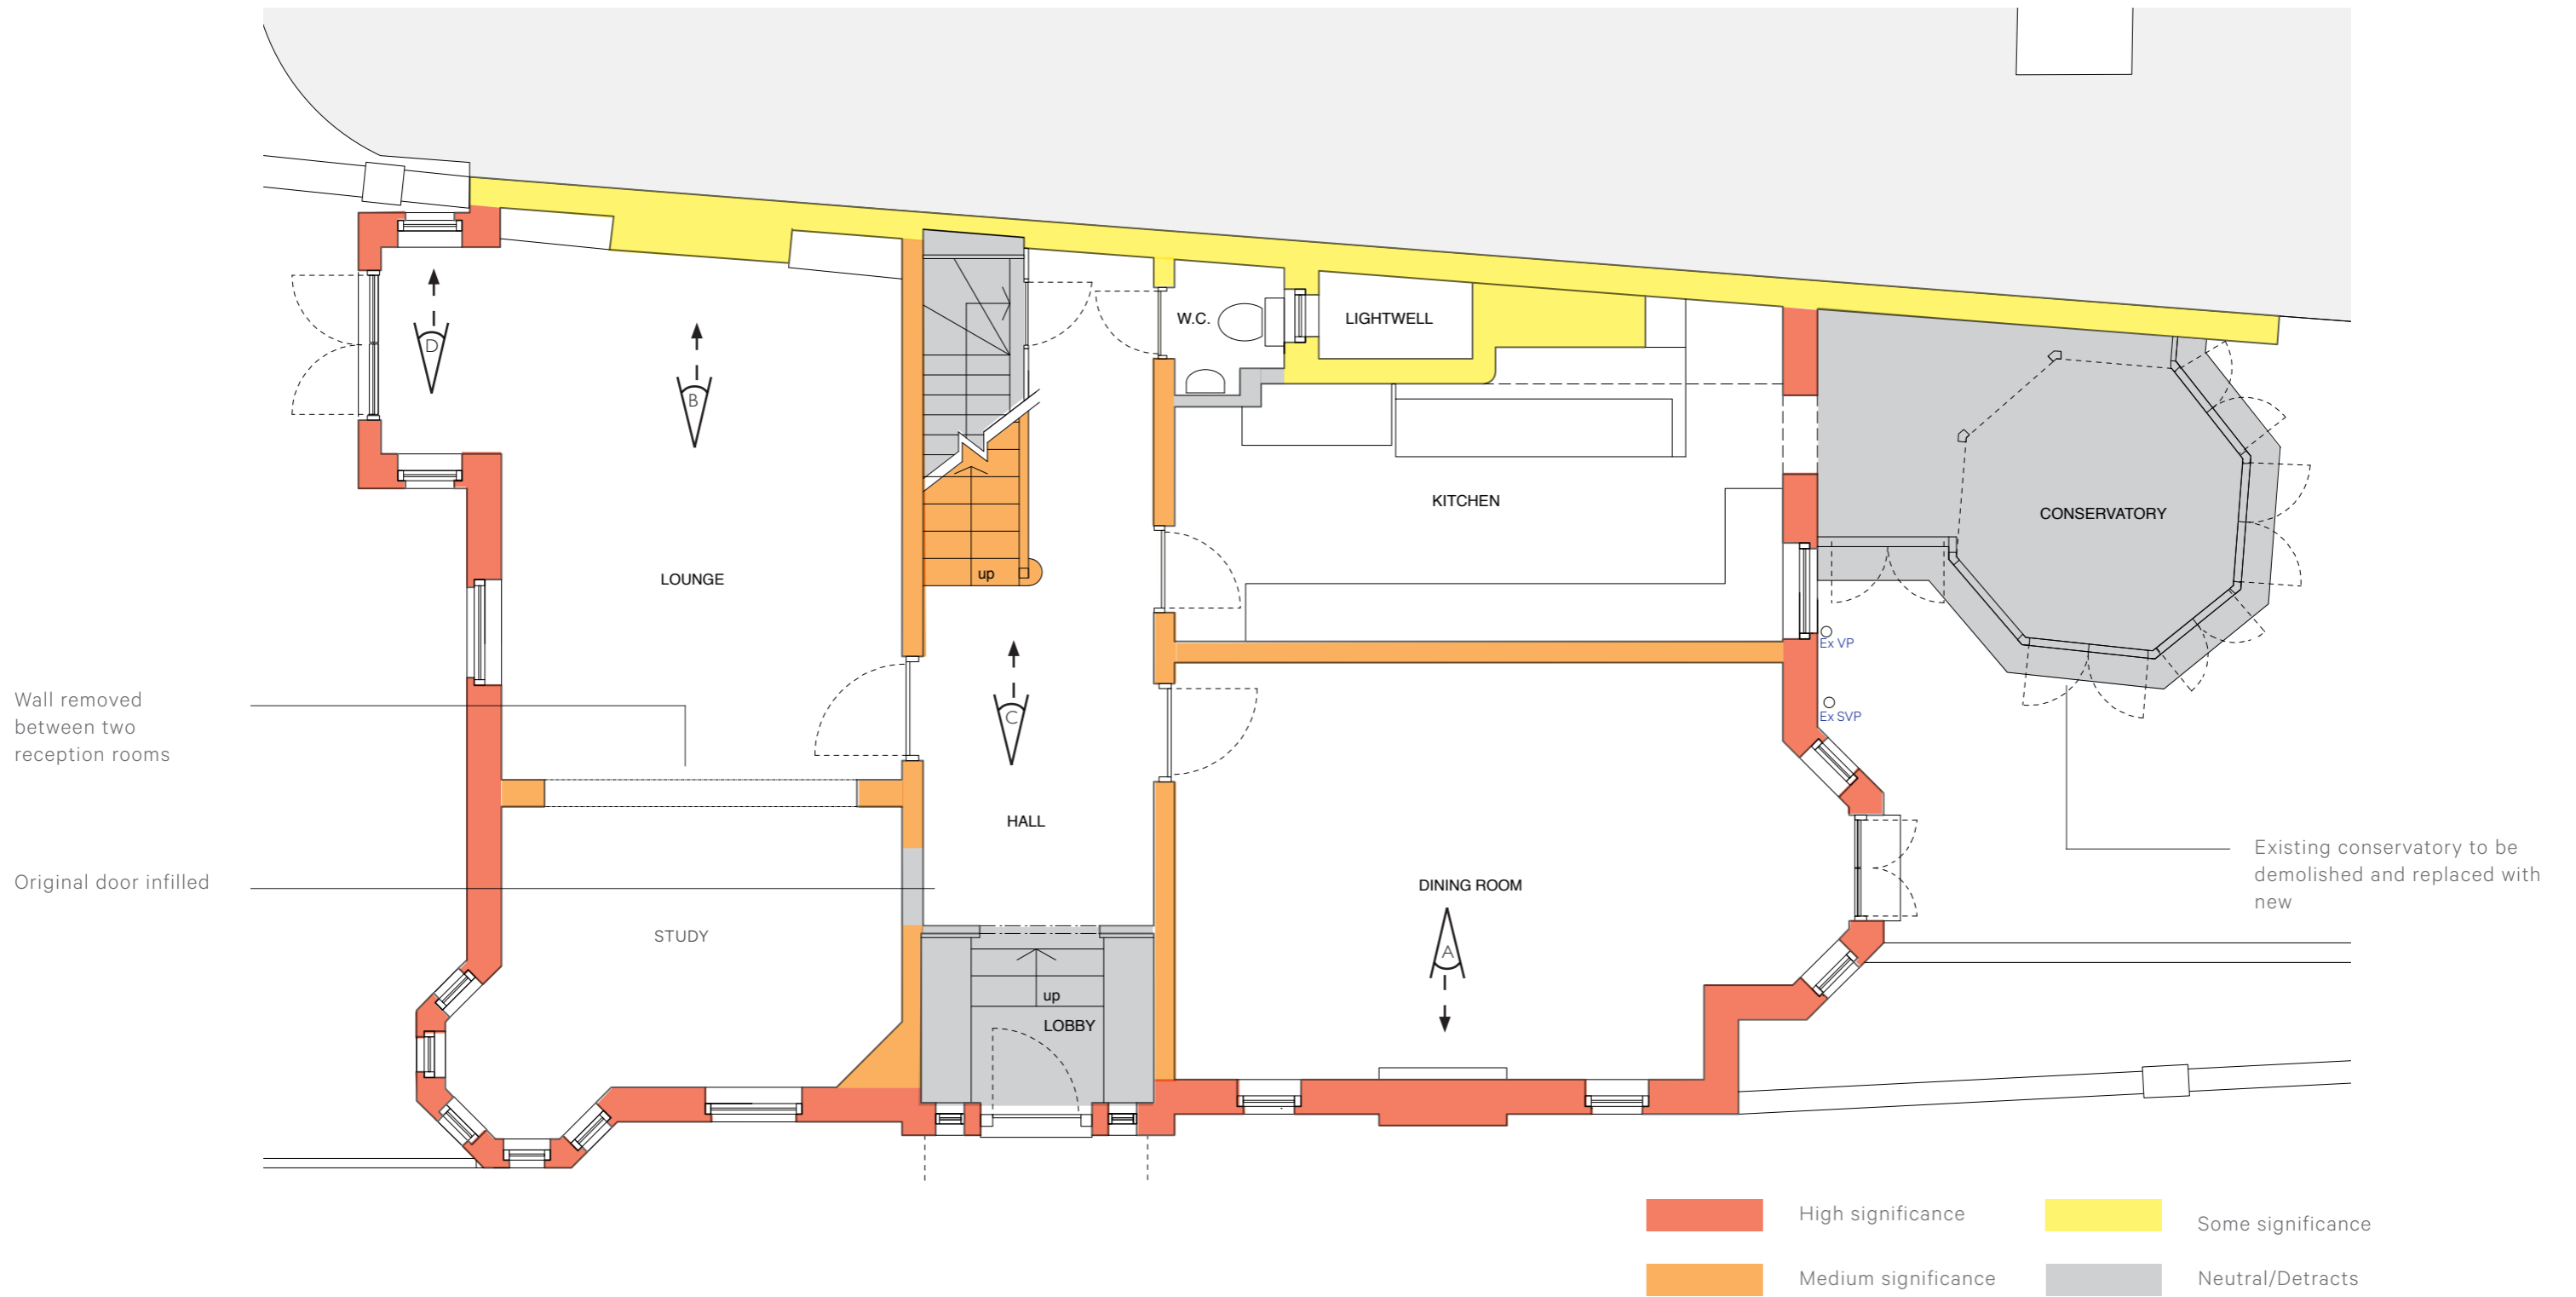 W.C.
LIGHTWELL
D
B
KITCHEN
CONSERVATORY
up
LOUNGE
Ex VP
Wall removed
between two
reception rooms
C
Ex SVP
HALL
Existing conservatory to be
demolished and replaced with
new
Original door infilled
DINING ROOM
STUDY
A
up
LOBBY
High significance
Some significance
Medium significance
Neutral/Detracts